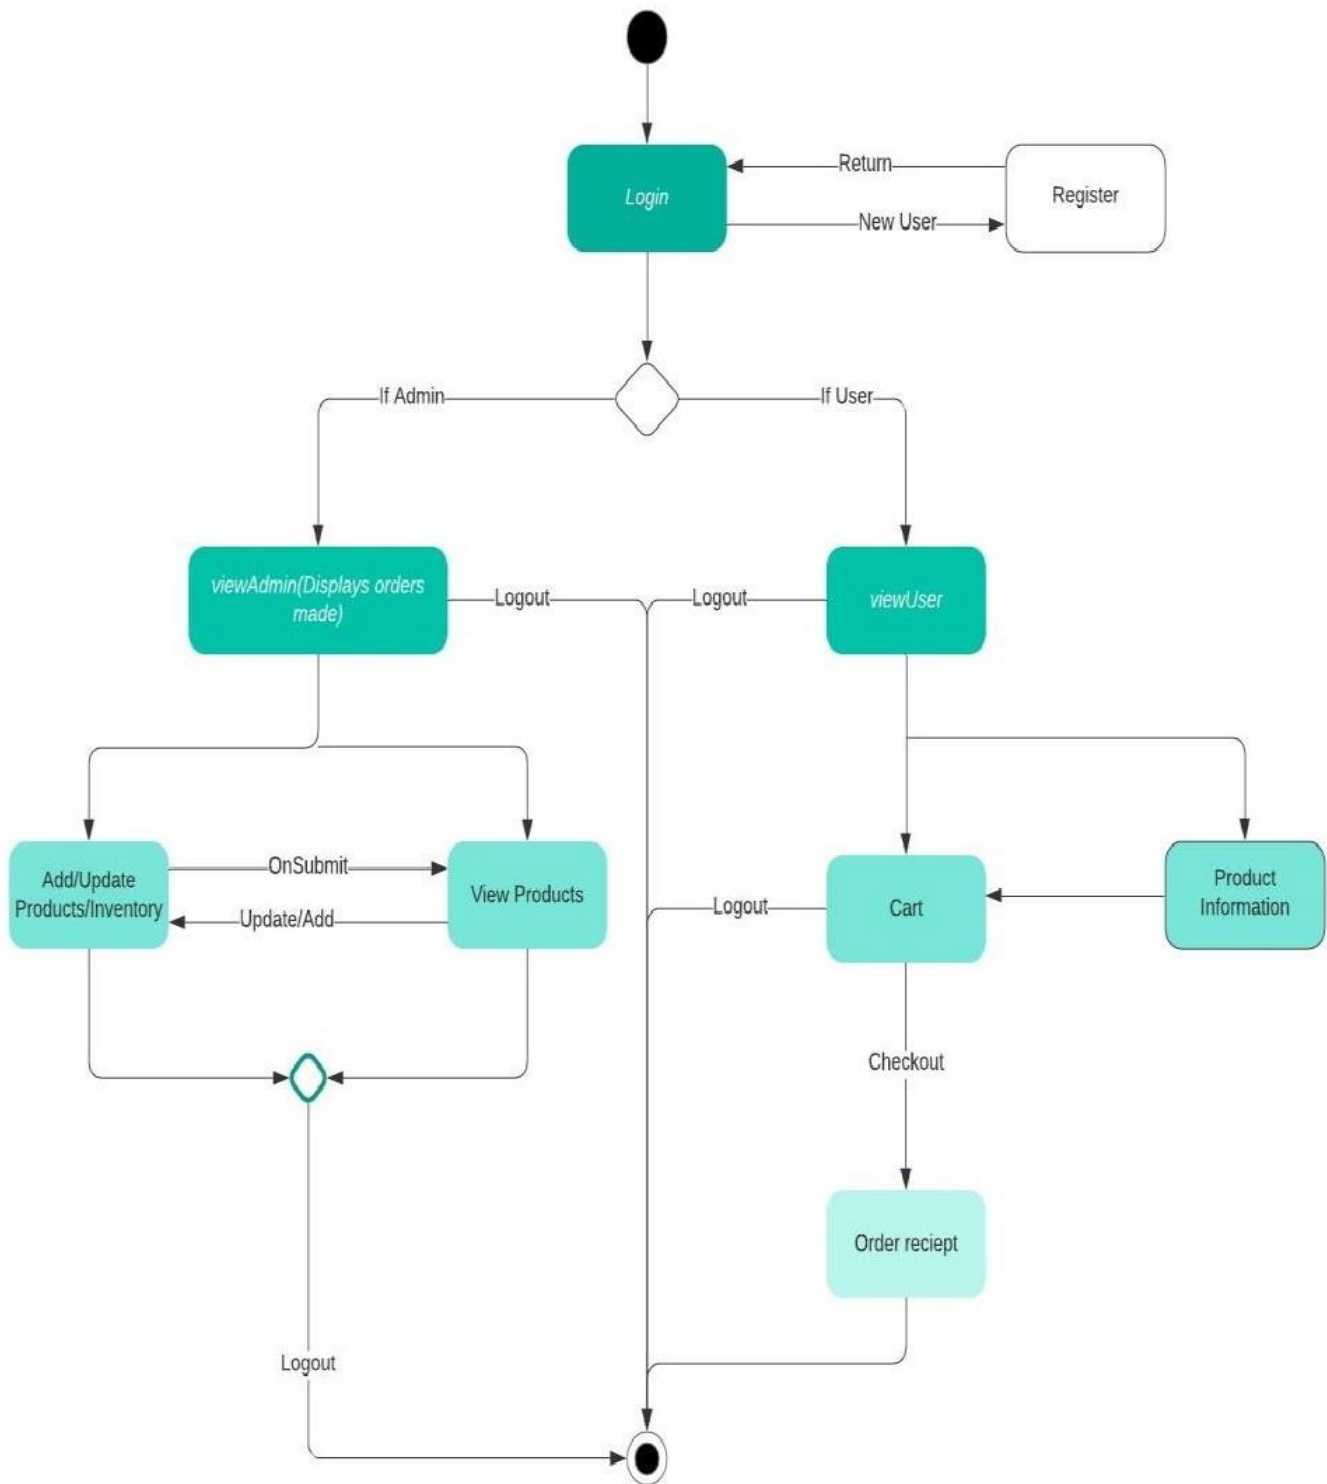 Return
Login
Register
New User
If Admin
If User
viewAdmin(Displays orders
made)
Logout
Logout
viewUser
Add/Update
Products/Inventory
OnSubmit
Update/Add
View Products
Logout
Cart
Product
Information
Checkout
Order reciept
Logout